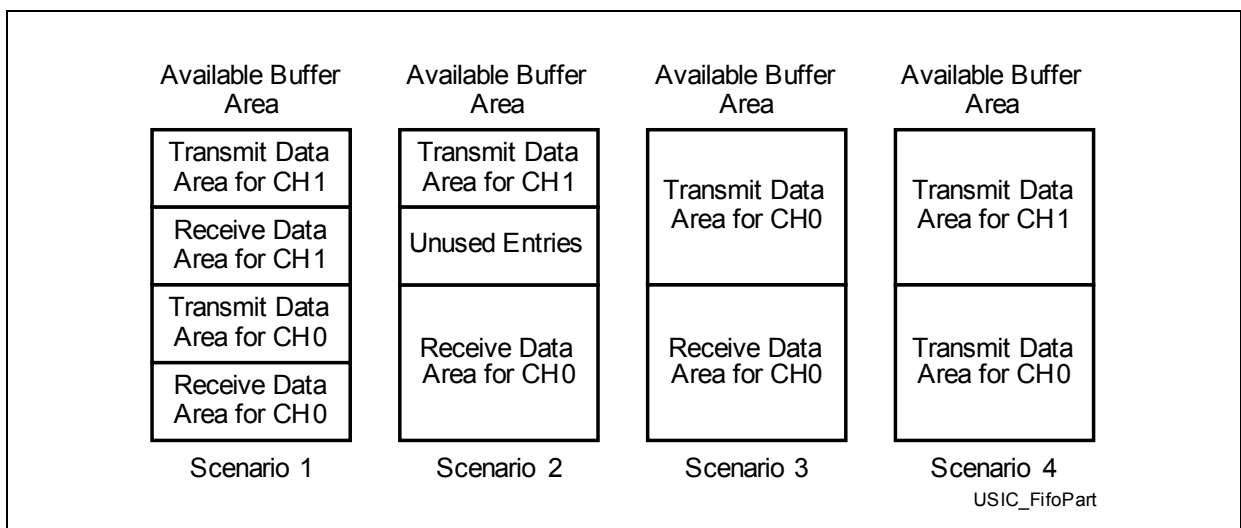 Available Buffer
Area
Transmit Data
Area for CH1
Receive Data
Area for CH1
Transmit Data
Area for CH0
Receive Data
Area for CH0
Scenario 1
Available Buffer
Area
Transmit Data
Area for CH1
Unused Entries
Receive Data
Area for CH0
Scenario 2
Available Buffer
Area
Transmit Data
Area for CH0
Receive Data
Area for CH0
Scenario 3
Available Buffer
Area
Transmit Data
Area for CH1
Transmit Data
Area for CH0
Scenario 4
USIC_FifoPart